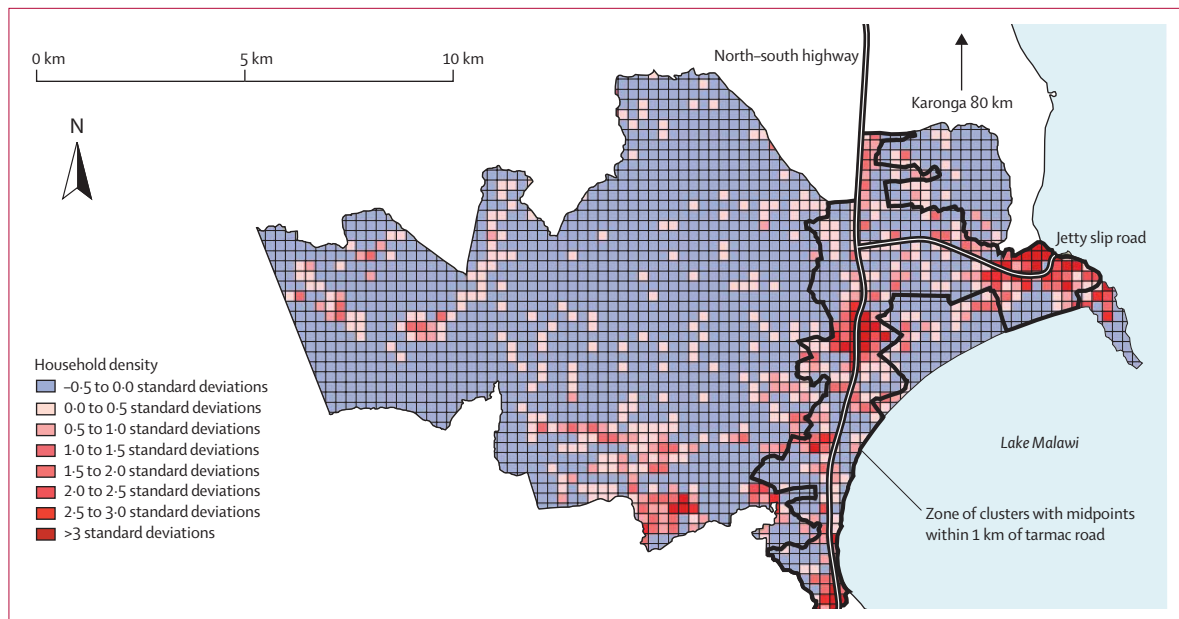 0 km
5 km
10 km
N
North–south highway
Karonga 80 km
Jetty slip road
Household density
–0·5 to 0·0 standard deviations
0·0 to 0·5 standard deviations
0·5 to 1·0 standard deviations
1·0 to 1·5 standard deviations
1·5 to 2·0 standard deviations
2·0 to 2·5 standard deviations
2·5 to 3·0 standard deviations
>3 standard deviations
Lake Malawi
Zone of clusters with midpoints
within 1 km of tarmac road